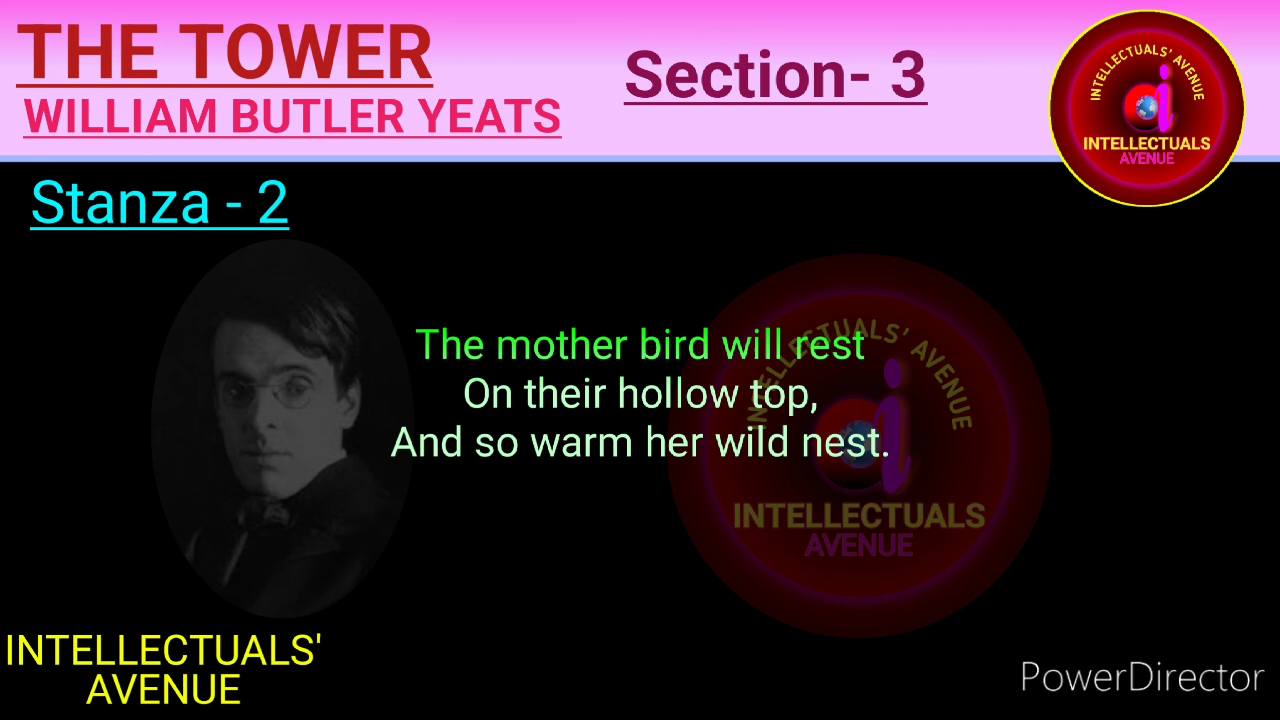 THE TOWER
WILLIAM BUTLER YEATS
Section- 3
INTELLECTUALS' AVENUE
i
INTELLECTUALS
AVENUE
Stanza - 2
The mother bird will rest
On their hollow top,
And so warm her wild nest.
INTELLECTUALS' AVENUE
i
INTELLECTUALS
AVENUE
INTELLECTUALS'
AVENUE
PowerDirector